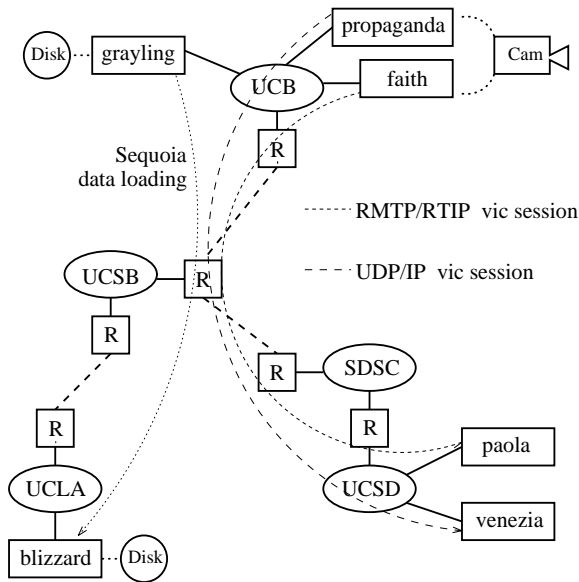 propaganda
Disk
grayling
Cam
UCB
faith
R
Sequoia
data loading
RMTP/RTIP vic session
UCSB
R
UDP/IP vic session
R
R
SDSC
R
R
paola
UCLA
UCSD
venezia
blizzard
Disk